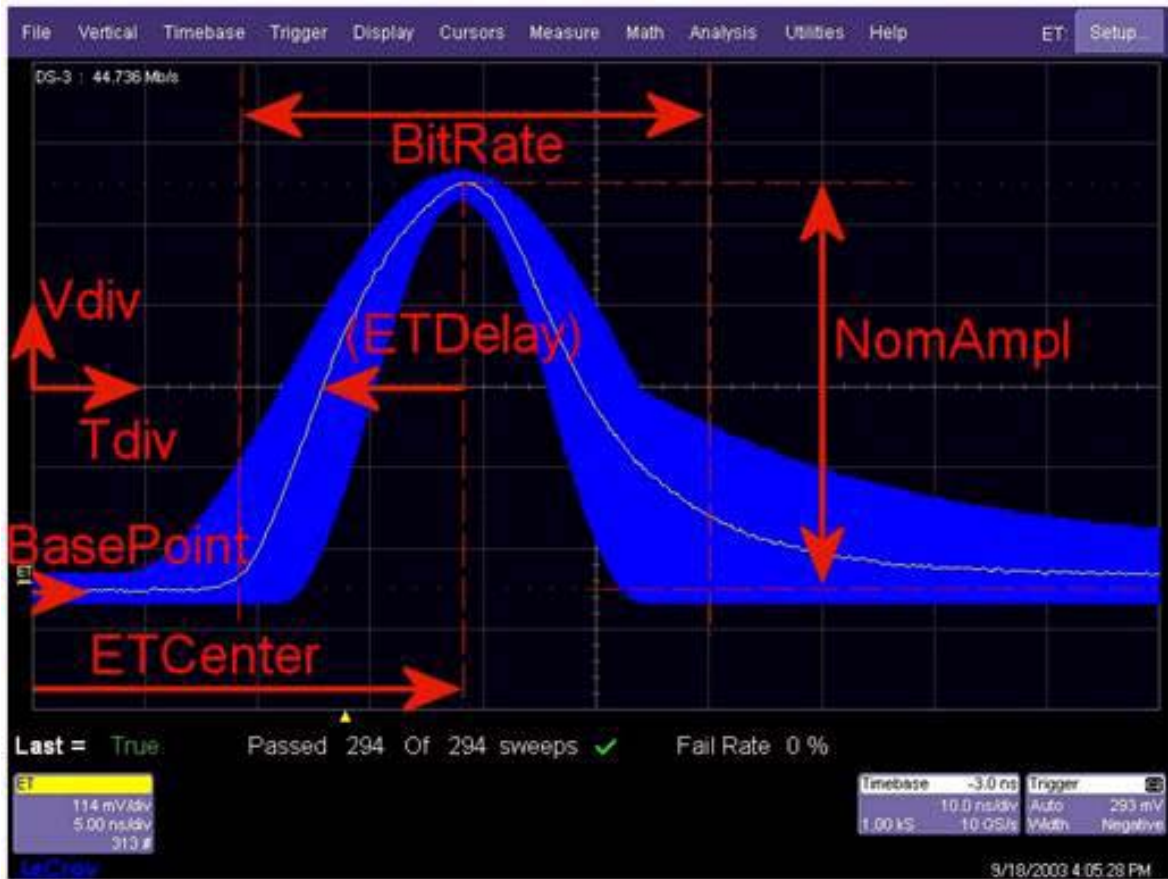 File Vertical Timebase Trigger Display Cursors Measure Math Analysis Utilities Help ET: Setup...
DS-3 : 44.736 Mb/s
BitRate
Vdiv
(ETDelay)
NomAmpl
Tdiv
BasePoint
ET
ETCenter
Last = True Passed 294 Of 294 sweeps Fail Rate 0 %
ET
114 mV/div
5.00 ns/div
313 #
Timebase -3.0 ns
10.0 ns/div
1.00 kS 10 GS/s
Trigger
Auto 293 mV
Width Negative
LeCroy
9/18/2003 4:05:28 PM